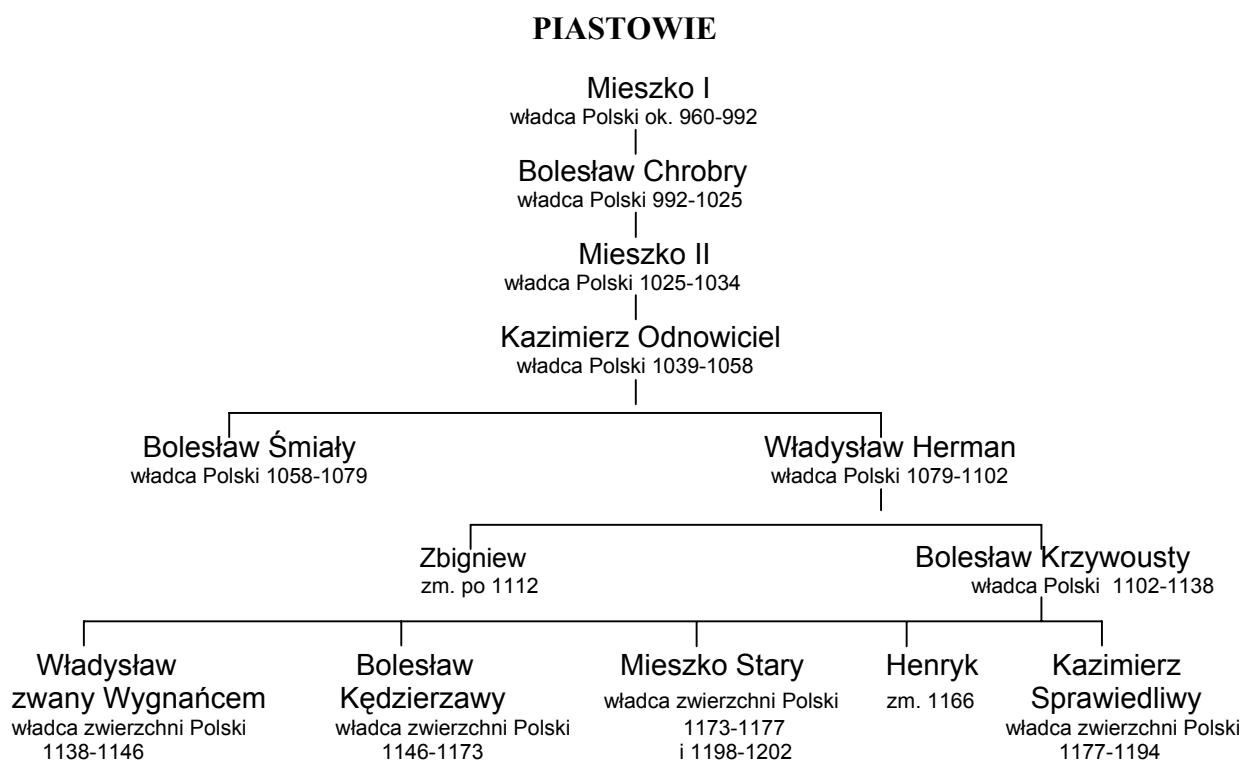 PIASTOWIE
Mieszko I
władca Polski ok. 960-992
Bolesław Chrobry
władca Polski 992-1025
Mieszko II
władca Polski 1025-1034
Kazimierz Odnowiciel
władca Polski 1039-1058
Bolesław Śmiały
władca Polski 1058-1079
Władysław Herman
władca Polski 1079-1102
Zbigniew
zm. po 1112
Bolesław Krzywousty
władca Polski 1102-1138
Władysław
zwany Wygnańcem
władca zwierzchni Polski
1138-1146
Bolesław
Kędzierzawy
władca zwierzchni Polski
1146-1173
Mieszko Stary
władca zwierzchni Polski
1173-1177
i 1198-1202
Henryk
zm. 1166
Kazimierz
Sprawiedliwy
władca zwierzchni Polski
1177-1194